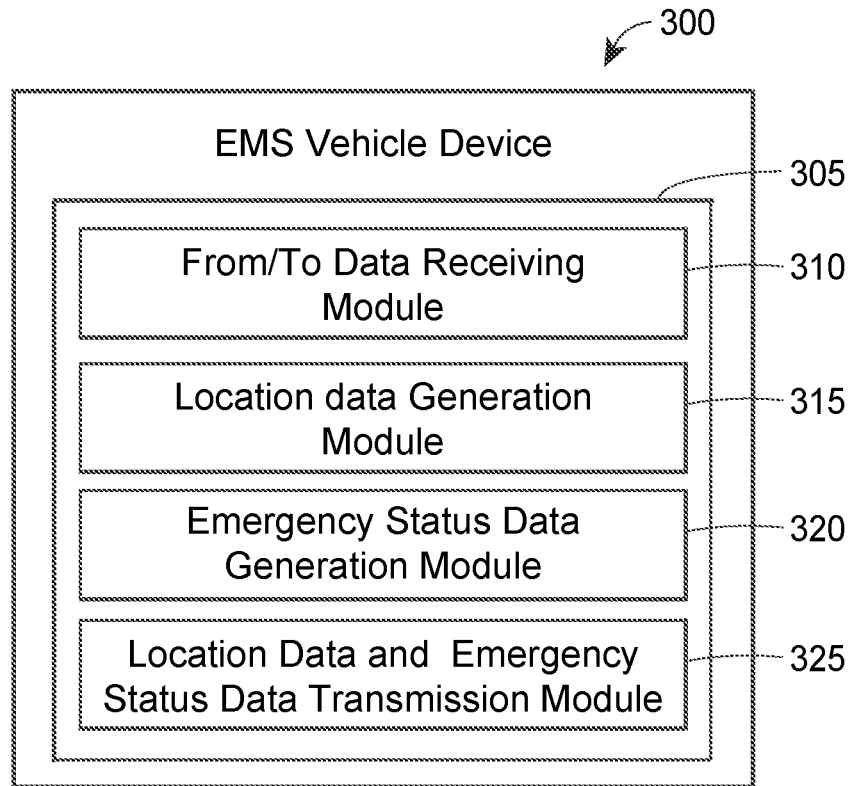 300
EMS Vehicle Device
305
From/To Data Receiving
Module
310
Location data Generation
Module
315
Emergency Status Data
Generation Module
320
Location Data and Emergency
Status Data Transmission Module
325